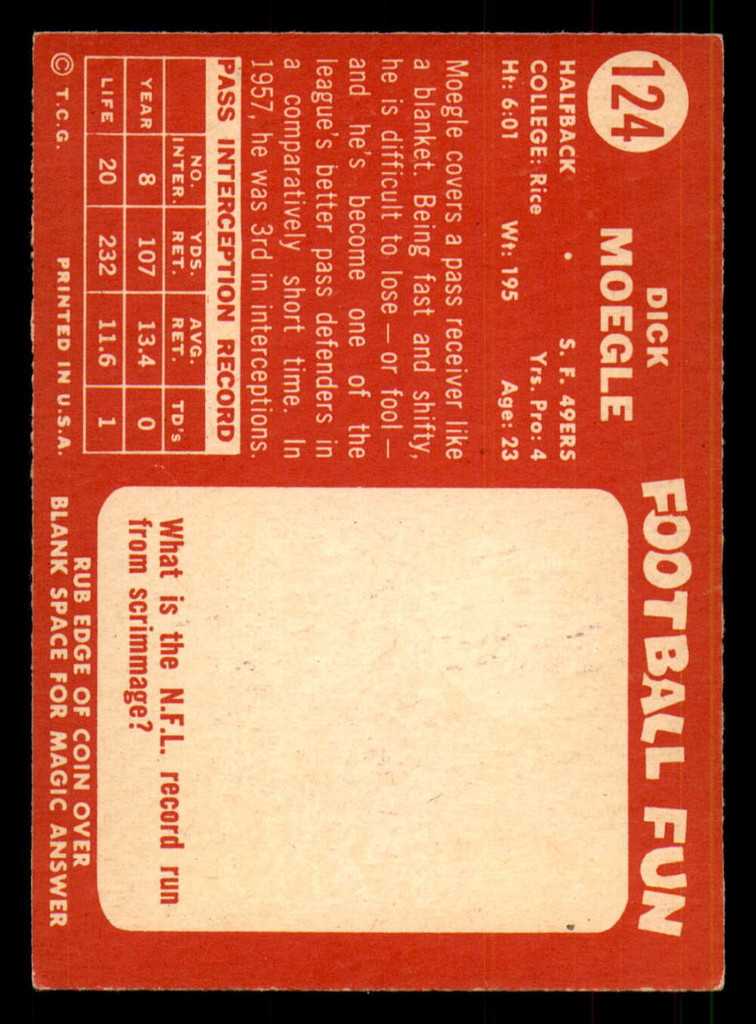 124
DICK
MOEGLE
HALFBACK • S. F. 49ERS
COLLEGE: Rice Yrs. Pro: 4
Ht: 6:01 Wt: 195 Age: 23
Moegle covers a pass receiver like
a blanket. Being fast and shifty,
he is difficult to lose — or fool —
and he's become one of the
league's better pass defenders in
a comparatively short time. In
1957, he was 3rd in interceptions.
PASS INTERCEPTION RECORD
NO. INTER. YDS. RET. AVG. RET. TD's
YEAR 8 107 13.4 0
LIFE 20 232 11.6 1
© T.C.G. PRINTED IN U.S.A.
FOOTBALL FUN
What is the N.F.L. record run
from scrimmage?
RUB EDGE OF COIN OVER
BLANK SPACE FOR MAGIC ANSWER